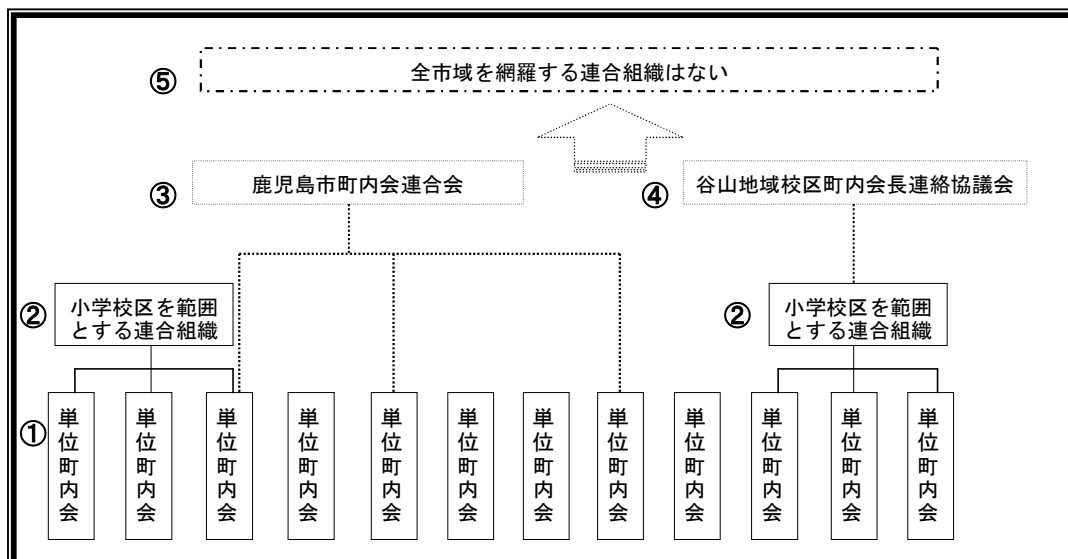 ⑤
全市域を網羅する連合組織はない
③
鹿児島市町内会連合会
④
谷山地域校区町内会長連絡協議会
②
小学校区を範囲
とする連合組織
②
小学校区を範囲
とする連合組織
①
単位町内会
単位町内会
単位町内会
単位町内会
単位町内会
単位町内会
単位町内会
単位町内会
単位町内会
単位町内会
単位町内会
単位町内会